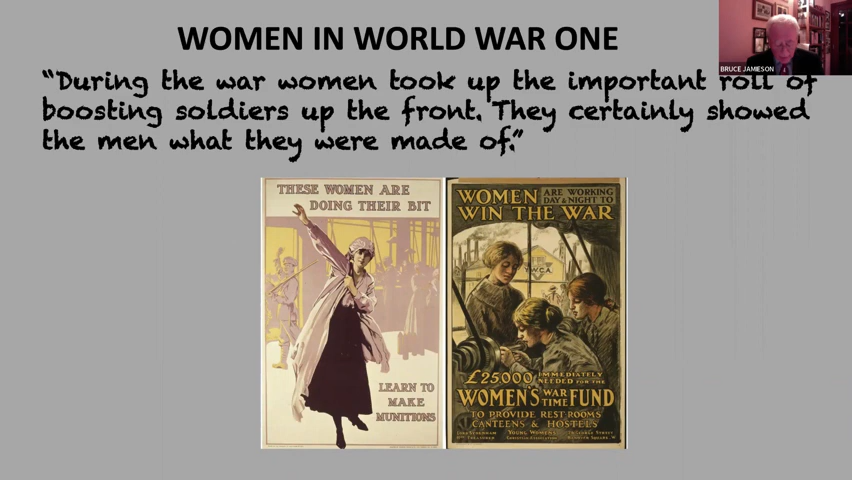 WOMEN IN WORLD WAR ONE
BRUCE JAMIESON
"During the war women took up the important roll of
boosting soldiers up the front. They certainly showed
the men what they were made of."
THESE WOMEN ARE
DOING THEIR BIT
LEARN TO
MAKE
MUNITIONS
WOMEN ARE WORKING
DAY & NIGHT TO
WIN THE WAR
YWCA
£25000 IMMEDIATELY
NEEDED FOR THE
WOMEN'S WAR TIME FUND
TO PROVIDE REST ROOMS
CANTEENS & HOSTELS
YOUNG WOMEN'S